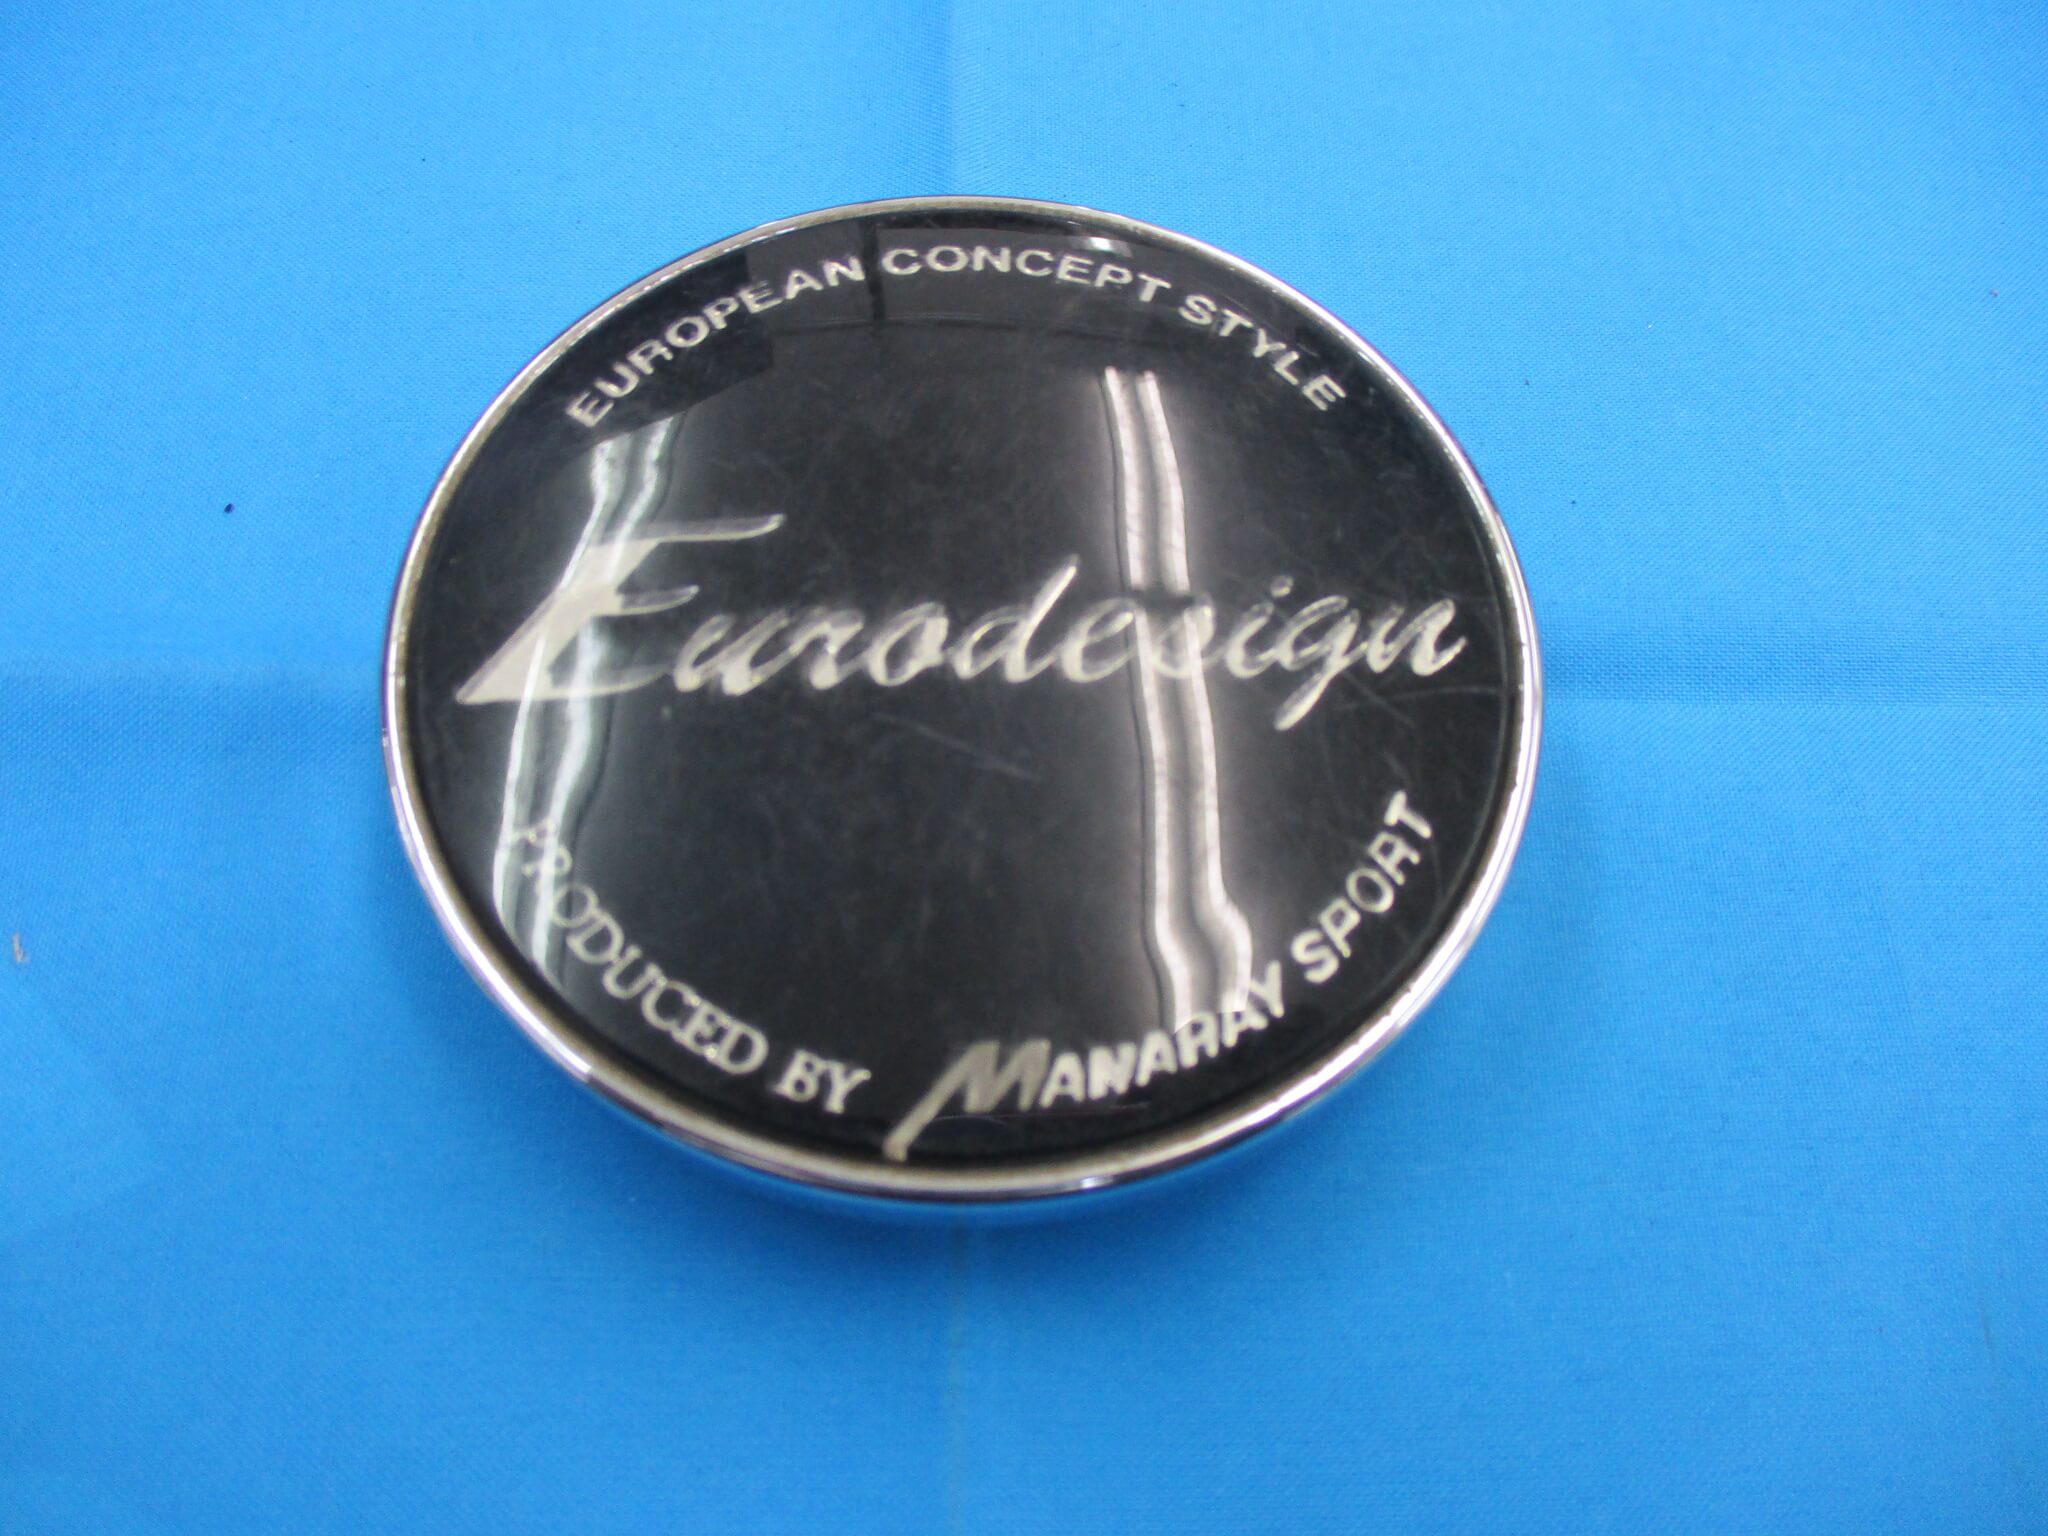 EUROPEAN CONCEPT STYLE
Eurodesign
PRODUCED BY MANARAY SPORT